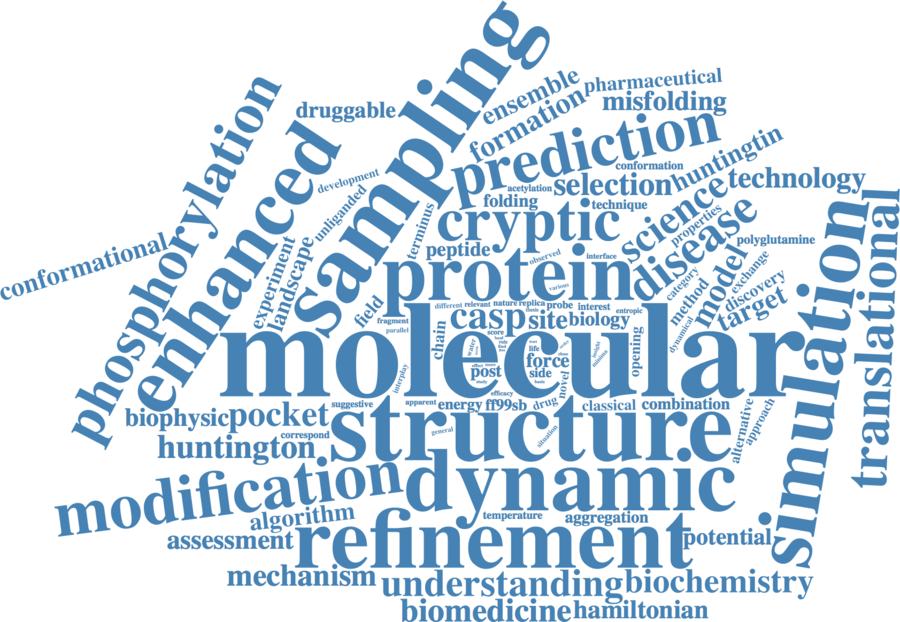 sampling
ensemble
pharmaceutical
druggable
formation
misfolding
phosphorylation
enhanced
prediction
huntingtin
development
conformation
acetylation
selection
technology
unliganded
folding
technique
science
terminus
cryptic
properties
disease
simulation
translational
conformational
experiment
landscape
peptide
observed
interface
polyglutamine
protein
various
category
model
exchange
discovery
field
different
relevant
nature
replica
probe
interest
entropic
method
target
fragment
parallel
chain
casp
site
biology
dynamical
molecular
score
water
life
force
opening
insight
minima
interplay
post
side
effect
study
basis
novel
efficacy
suggestive
apparent
energy
ff99sb
drug
classical
combination
biophysic
pocket
structure
alternative
approach
huntington
correspond
general
situation
modification
dynamic
algorithm
temperature
aggregation
assessment
refinement
potential
mechanism
understanding
biochemistry
biomedicine
hamiltonian